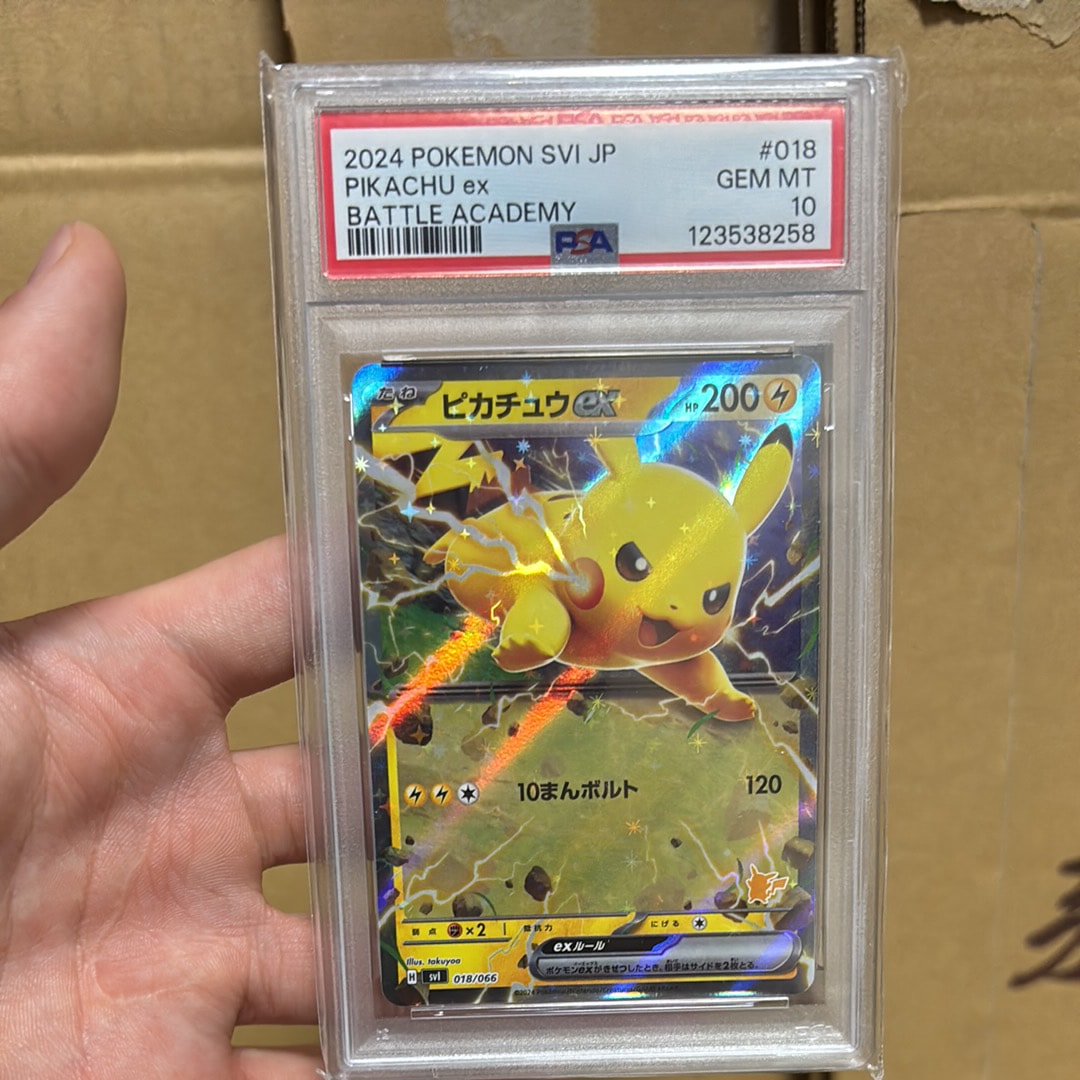 2024 POKEMON SVI JP #018
PIKACHU ex GEM MT
BATTLE ACADEMY 10
PSA 123538258
たね ピカチュウex HP 200
10まんボルト 120
弱点 ×2 抵抗力 にげる
exルール
ポケモンexがきぜつしたとき、相手はサイドを2枚とる。
Illus. takuyoa
H svI 018/066